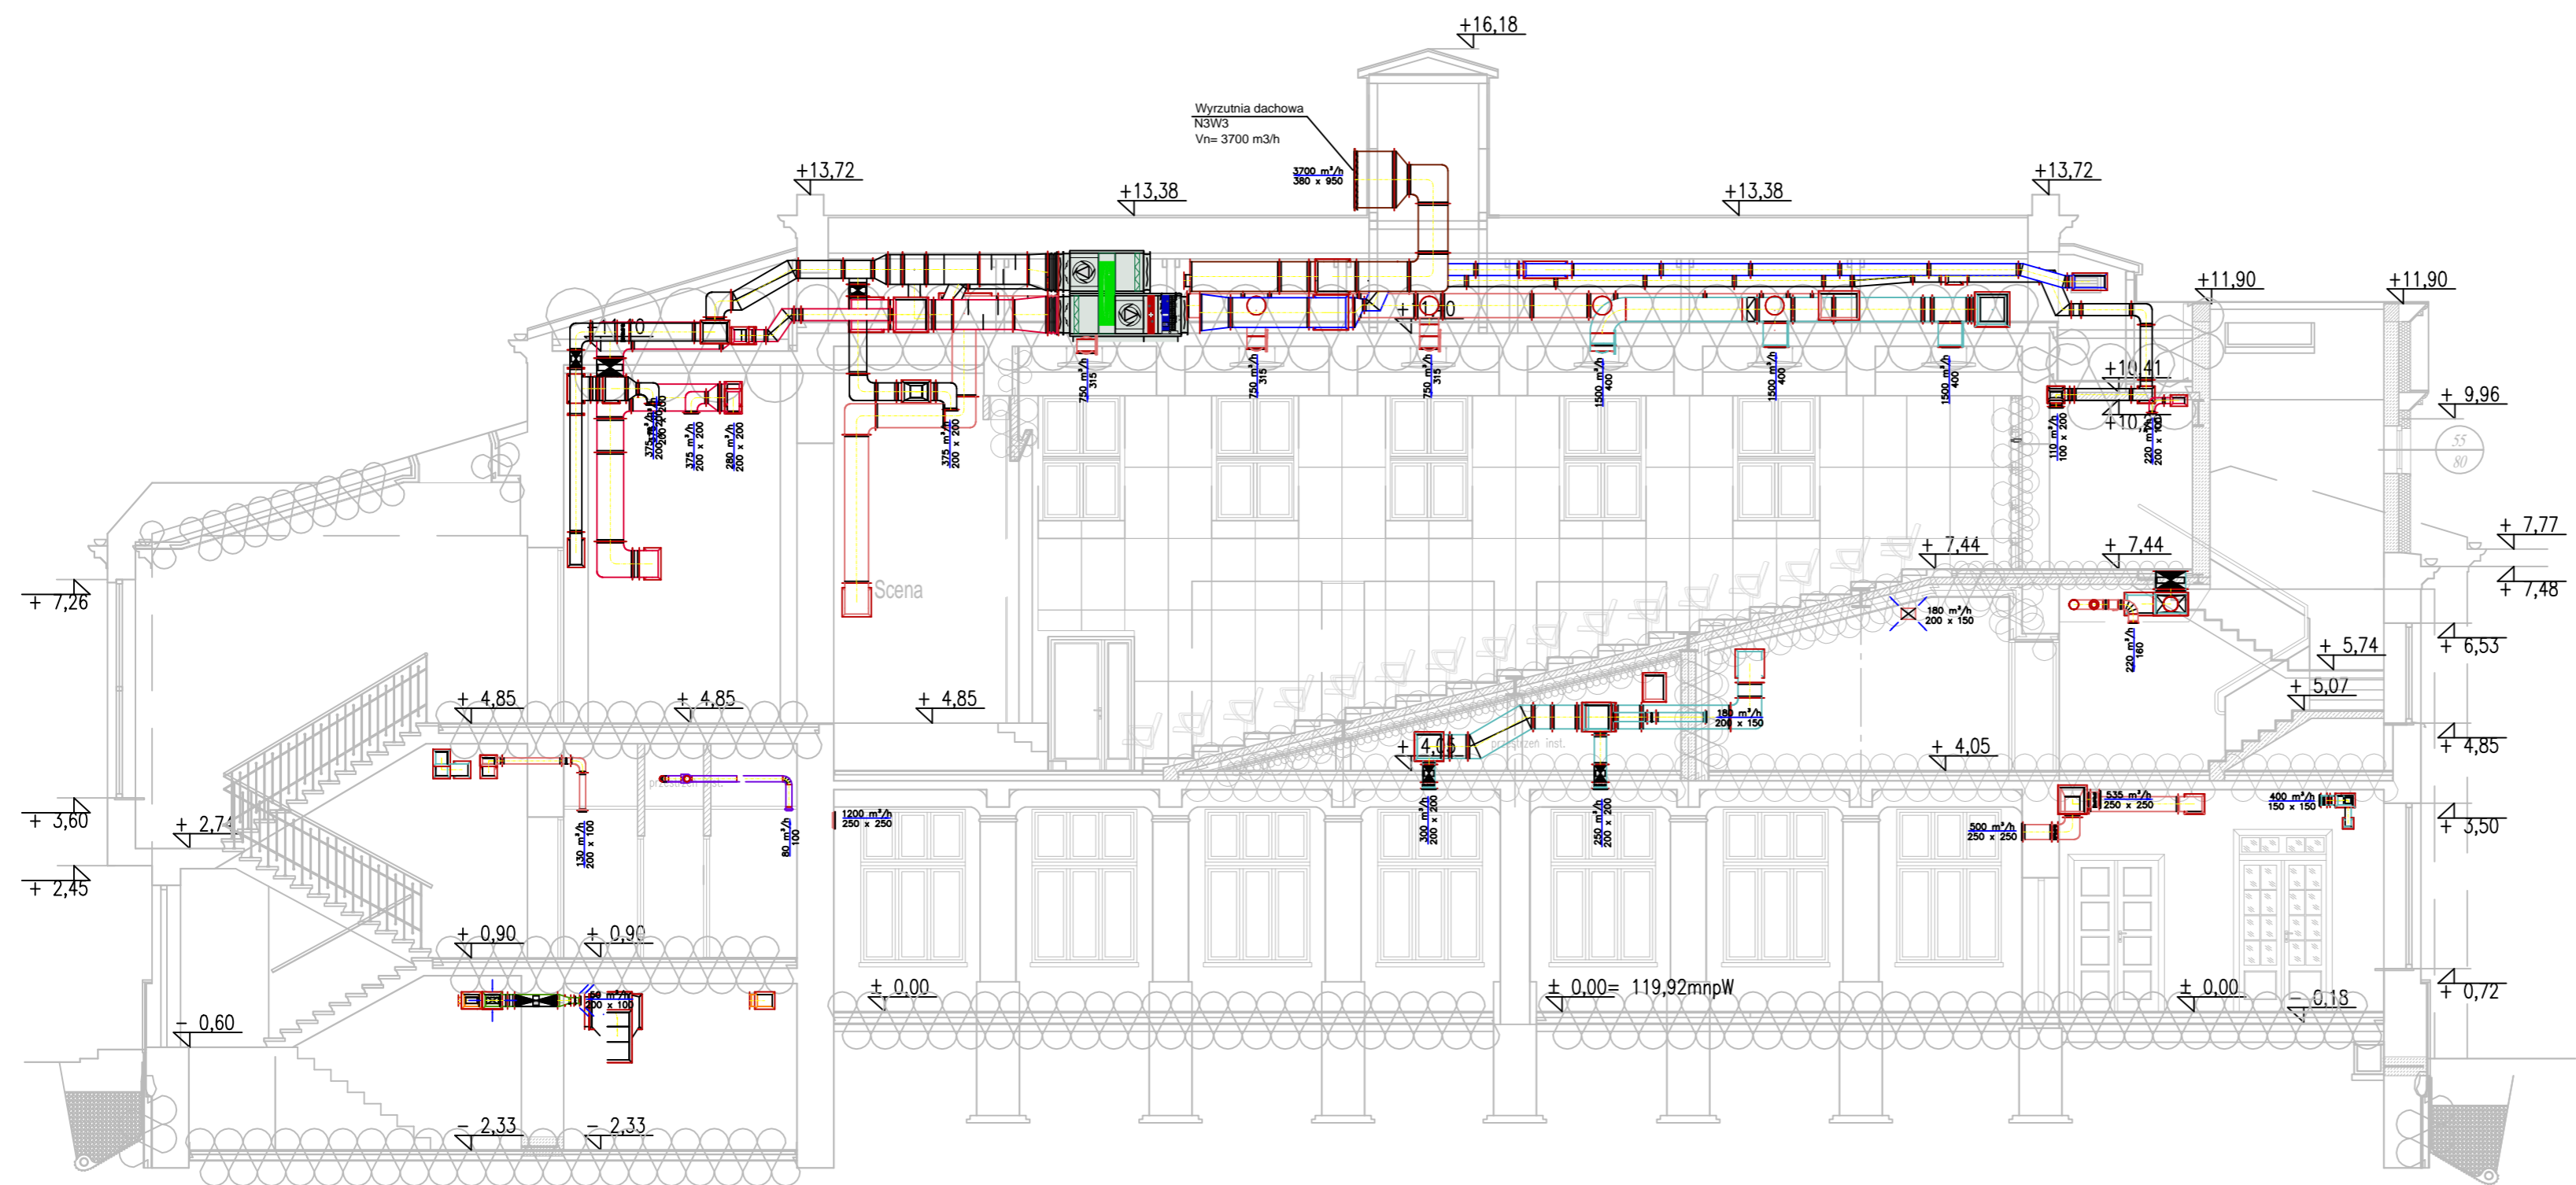 +16,18
Wyrzutnia dachowa
N3W3
Vn= 3700 m3/h
3700 m³/h
380 x 950
+13,72
+13,38
+13,38
+13,72
+11,90
+11,90
750 m³/h
315
750 m³/h
315
750 m³/h
315
1500 m³/h
400
1500 m³/h
400
1500 m³/h
400
+10,41
+ 9,96
55
80
375 m³/h
200 x 200
280 m³/h
200 x 200
375 m³/h
200 x 200
110 m³/h
100 x 200
220 m³/h
200 x 100
+ 7,77
+ 7,44
+ 7,44
+ 7,48
+ 7,26
Scena
180 m³/h
200 x 150
220 m³/h
160
+ 6,53
+ 5,74
+ 5,07
+ 4,85
+ 4,85
+ 4,85
180 m³/h
200 x 150
przestrzeń inst.
+ 4,05
+ 4,05
+ 4,85
przestrzeń inst.
+ 3,60
+ 2,74
1200 m³/h
250 x 250
130 m³/h
200 x 100
80 m³/h
100
300 m³/h
200 x 200
250 m³/h
200 x 200
500 m³/h
250 x 250
535 m³/h
250 x 250
400 m³/h
150 x 150
+ 3,50
+ 2,45
+ 0,90
+ 0,90
± 0,00
± 0,00= 119,92mnpW
± 0,00
- 0,18
+ 0,72
200 x 100
- 0,60
- 2,33
- 2,33